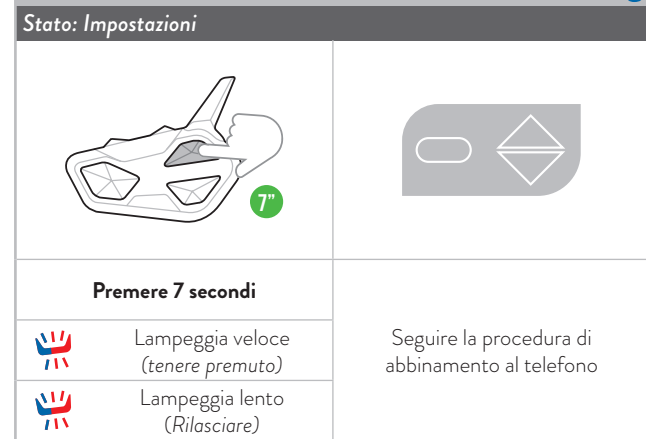 Stato: Impostazioni
7”
Premere 7 secondi
Lampeggia veloce
(tenere premuto)
Lampeggia lento
(Rilasciare)
Seguire la procedura di
abbinamento al telefono